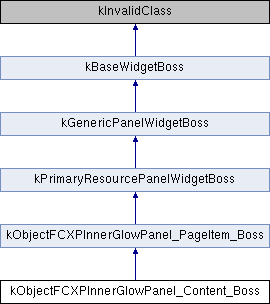 kInvalidClass
kBaseWidgetBoss
kGenericPanelWidgetBoss
kPrimaryResourcePanelWidgetBoss
kObjectFCXPInnerGlowPanel_PageItem_Boss
kObjectFCXPInnerGlowPanel_Content_Boss